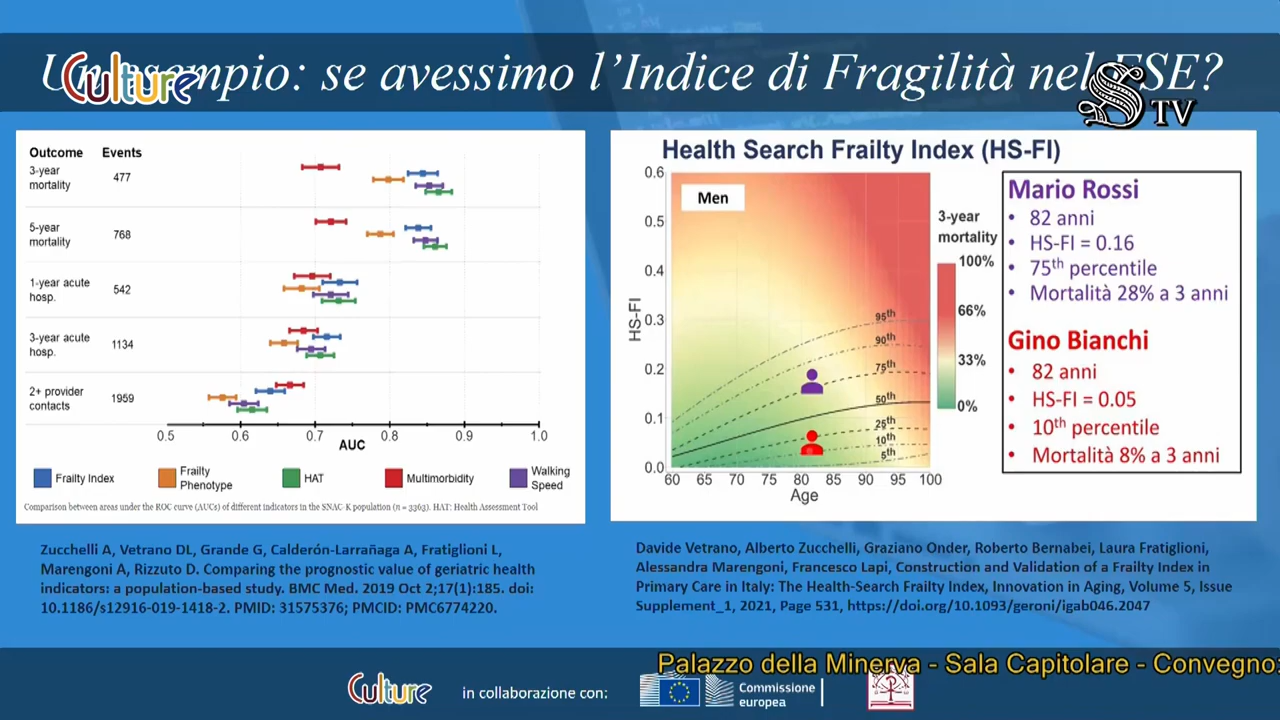 Un esempio: se avessimo l'Indice di Fragilità nel FSE?
Culture
S TV
Outcome Events
3-year mortality 477
5-year mortality 768
1-year acute hosp. 542
3-year acute hosp. 1134
2+ provider contacts 1959
0.5 0.6 0.7 0.8 0.9 1.0
AUC
Frailty Index
Frailty Phenotype
HAT
Multimorbidity
Walking Speed
Comparison between areas under the ROC curve (AUCs) of different indicators in the SNAC-K population (n = 3363). HAT: Health Assessment Tool
Health Search Frailty Index (HS-FI)
Men
HS-FI
0.6
0.5
0.4
0.3
0.2
0.1
0.0
95th
90th
75th
50th
25th
10th
5th
60 65 70 75 80 85 90 95 100
Age
3-year
mortality
100%
66%
33%
0%
Mario Rossi
• 82 anni
• HS-FI = 0.16
• 75th percentile
• Mortalità 28% a 3 anni
Gino Bianchi
• 82 anni
• HS-FI = 0.05
• 10th percentile
• Mortalità 8% a 3 anni
Zucchelli A, Vetrano DL, Grande G, Calderón-Larrañaga A, Fratiglioni L,
Marengoni A, Rizzuto D. Comparing the prognostic value of geriatric health
indicators: a population-based study. BMC Med. 2019 Oct 2;17(1):185. doi:
10.1186/s12916-019-1418-2. PMID: 31575376; PMCID: PMC6774220.
Davide Vetrano, Alberto Zucchelli, Graziano Onder, Roberto Bernabei, Laura Fratiglioni,
Alessandra Marengoni, Francesco Lapi, Construction and Validation of a Frailty Index in
Primary Care in Italy: The Health-Search Frailty Index, Innovation in Aging, Volume 5, Issue
Supplement_1, 2021, Page 531, https://doi.org/10.1093/geroni/igab046.2047
Palazzo della Minerva - Sala Capitolare - Convegno:
Culture
in collaborazione con:
Commissione
europea